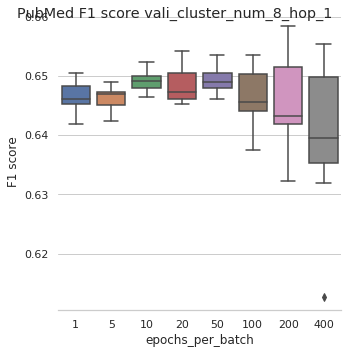 PubMed F1 score vali_cluster_num_8_hop_1
0.66
0.65
0.64
0.63
0.62
F1 score
1 5 10 20 50 100 200 400
epochs_per_batch